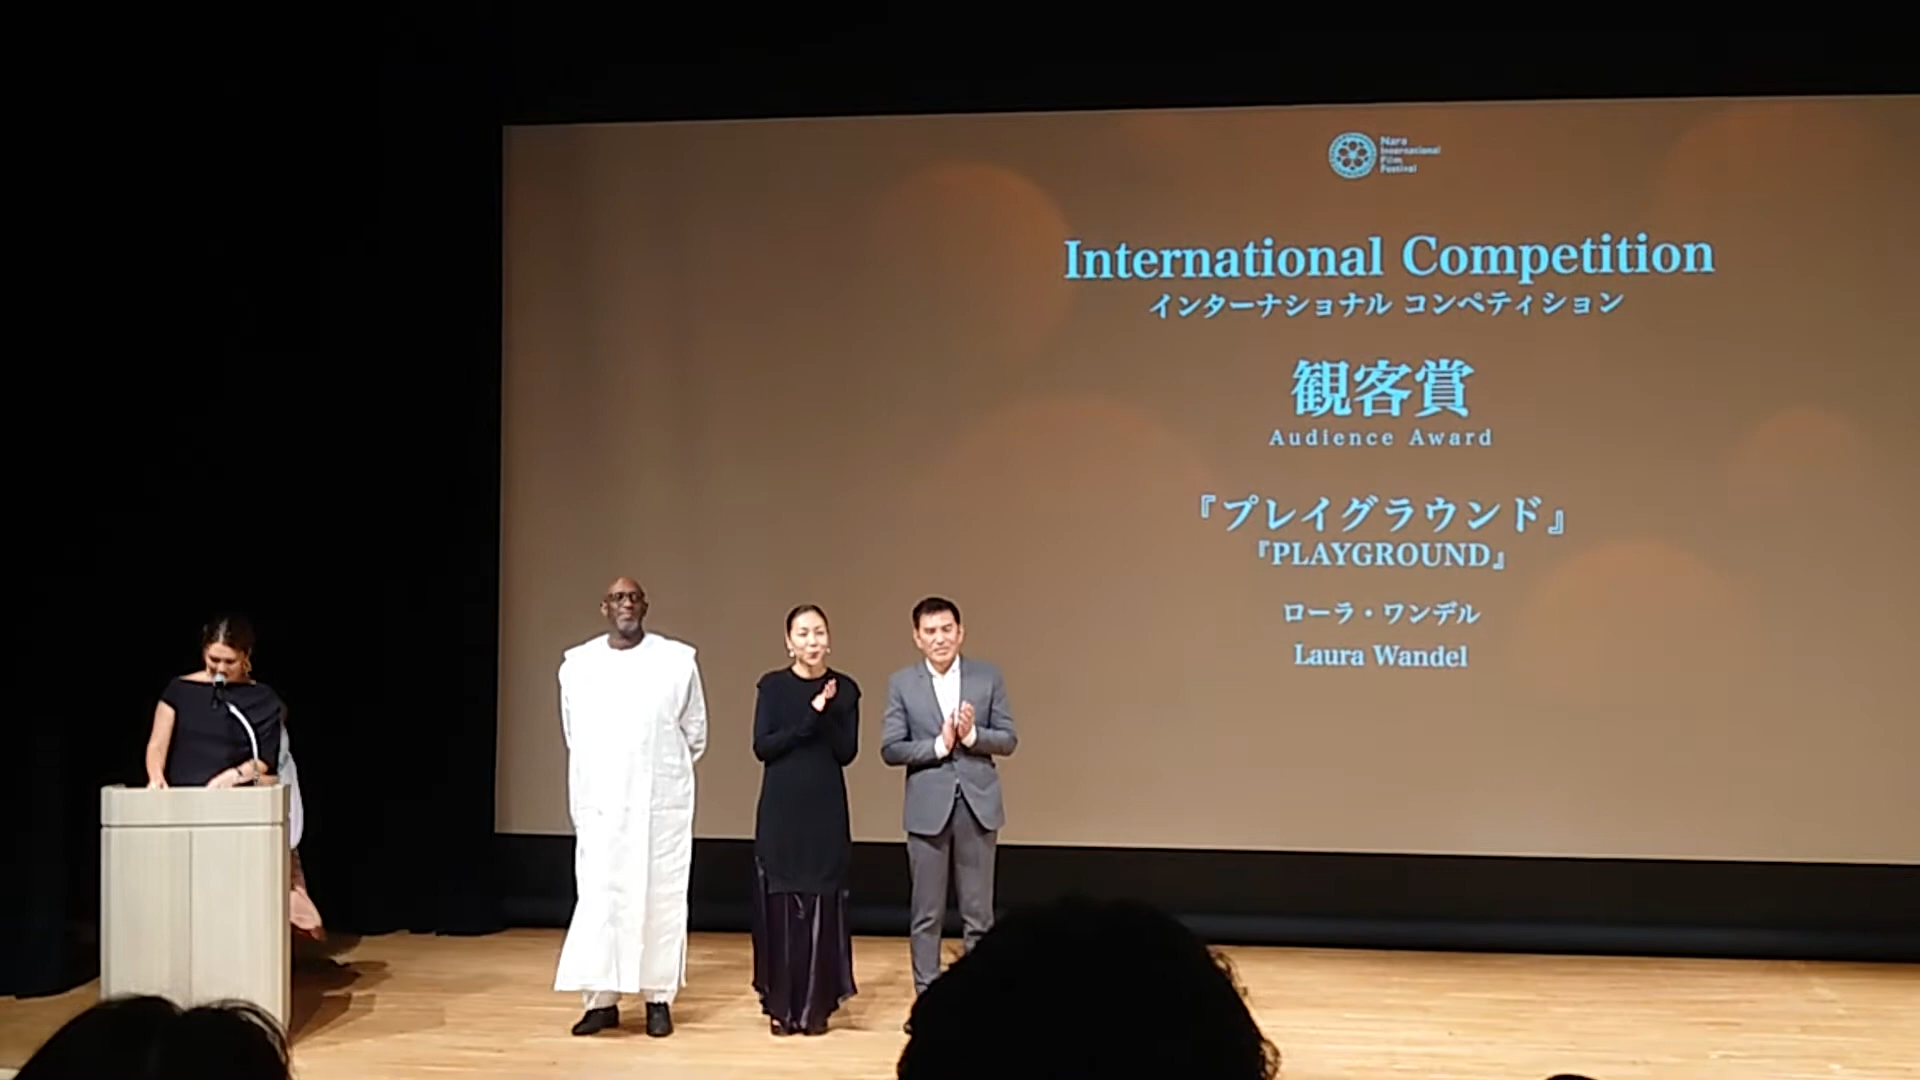 Nara
International
Film
Festival
International Competition
インターナショナル コンペティション
観客賞
Audience Award
『プレイグラウンド』
『PLAYGROUND』
ローラ・ワンデル
Laura Wandel